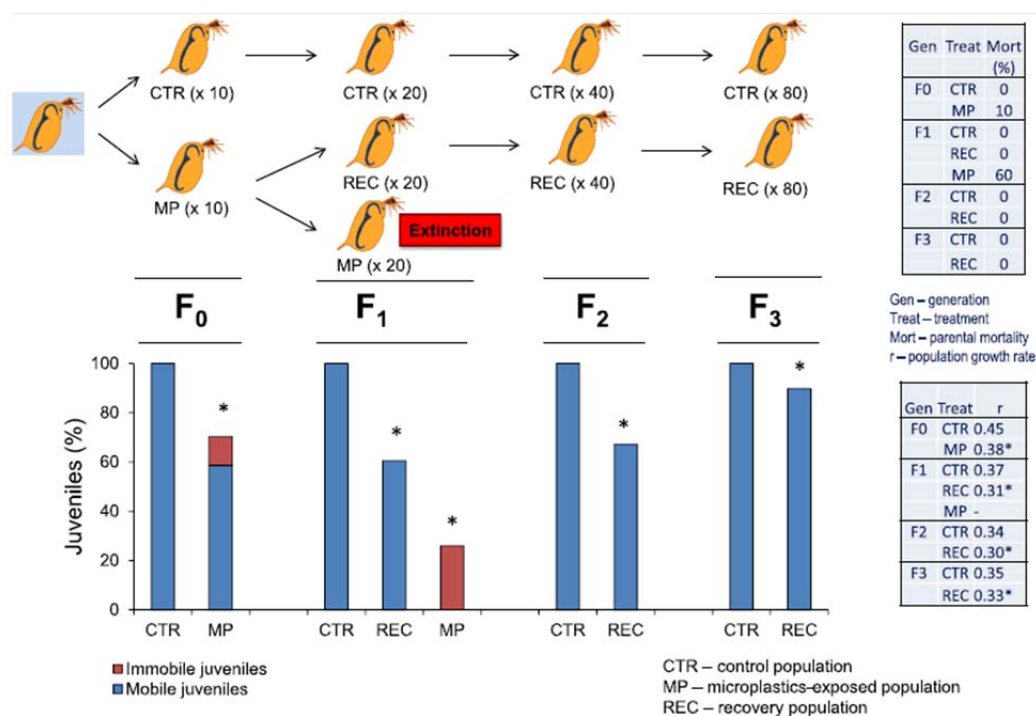 CTR (x 10)
CTR (x 20)
CTR (x 40)
CTR (x 80)
MP (x 10)
REC (x 20)
REC (x 40)
REC (x 80)
Extinction
MP (x 20)
F0
F1
F2
F3
Juveniles (%)
100
80
60
40
20
0
*
*
*
*
*
CTR MP
CTR REC MP
CTR REC
CTR REC
Immobile juveniles
Mobile juveniles
CTR – control population
MP – microplastics-exposed population
REC – recovery population
Gen Treat Mort
(%)
F0 CTR 0
MP 10
F1 CTR 0
REC 0
MP 60
F2 CTR 0
REC 0
F3 CTR 0
REC 0
Gen – generation
Treat – treatment
Mort – parental mortality
r – population growth rate
Gen Treat r
F0 CTR 0.45
MP 0.38*
F1 CTR 0.37
REC 0.31*
MP -
F2 CTR 0.34
REC 0.30*
F3 CTR 0.35
REC 0.33*